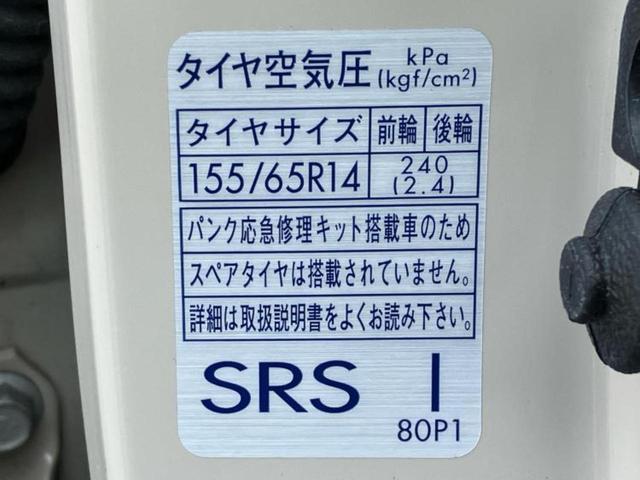 タイヤ空気圧 kPa (kgf/cm²)
タイヤサイズ 前輪 後輪
155/65R14 240 (2.4)
パンク応急修理キット搭載車のため
スペアタイヤは搭載されていません。
詳細は取扱説明書をよくお読み下さい。
SRS I
80P1